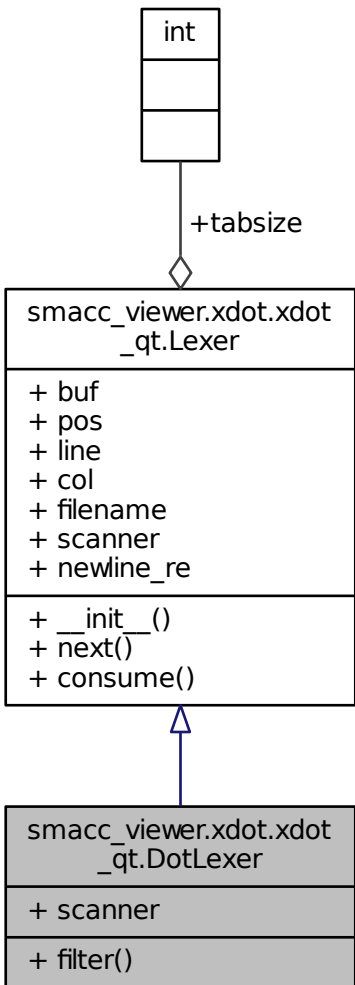 int
+tabsize
smacc_viewer.xdot.xdot
_qt.Lexer
+ buf
+ pos
+ line
+ col
+ filename
+ scanner
+ newline_re
+ __init__()
+ next()
+ consume()
smacc_viewer.xdot.xdot
_qt.DotLexer
+ scanner
+ filter()